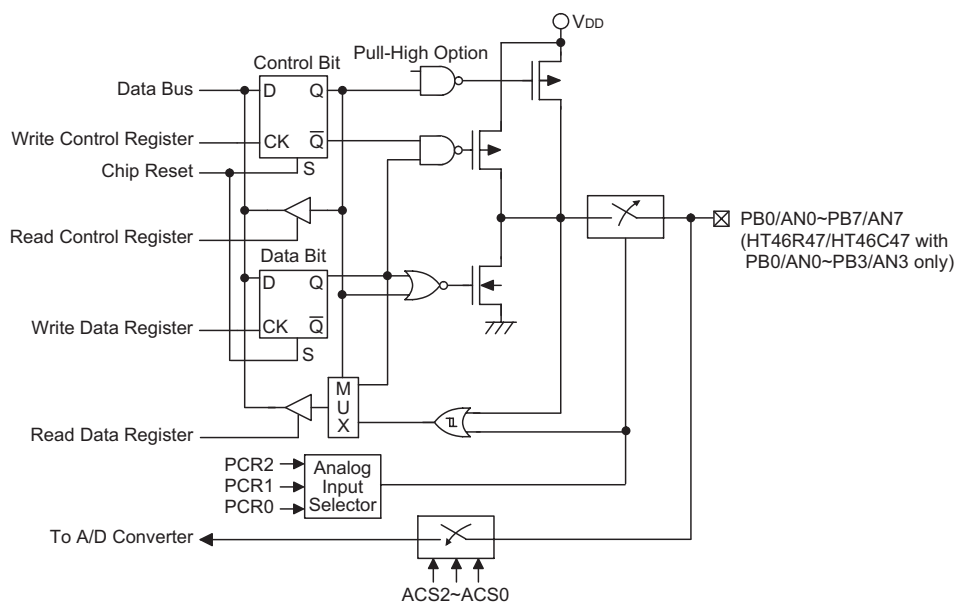 VDD
Pull-High Option
Control Bit
Data Bus
D
Q
Write Control Register
CK
Q
Chip Reset
S
Read Control Register
Data Bit
D
Q
Write Data Register
CK
Q
S
M
U
X
Read Data Register
PB0/AN0~PB7/AN7
(HT46R47/HT46C47 with
PB0/AN0~PB3/AN3 only)
PCR2
PCR1
PCR0
Analog
Input
Selector
To A/D Converter
ACS2~ACS0